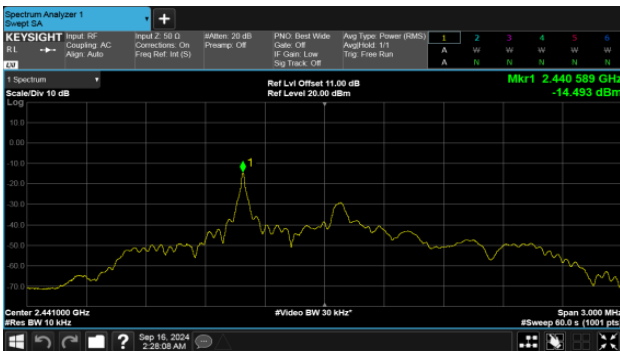 Spectrum Analyzer 1
Swept SA
KEYSIGHT Input: RF Input Z: 50 Ω #Atten: 20 dB PNO: Best Wide Avg Type: Power (RMS) 1 2 3 4 5 6
RL Coupling: AC Corrections: On Preamp: Off Gate: Off Avg|Hold: 1/1 A W W W W W
Align: Auto Freq Ref: Int (S) IF Gain: Low Trig: Free Run
Sig Track: Off A N N N N N
LXI
1 Spectrum Ref Lvl Offset 11.00 dB Mkr1 2.440 589 GHz
Scale/Div 10 dB Ref Level 20.00 dBm -14.493 dBm
Log
10.0
0.00
-10.0
1
-20.0
-30.0
-40.0
-50.0
-60.0
-70.0
Center 2.441000 GHz #Video BW 30 kHz* Span 3.000 MHz
#Res BW 10 kHz #Sweep 60.0 s (1001 pts)
? Sep 16, 2024
2:28:08 AM